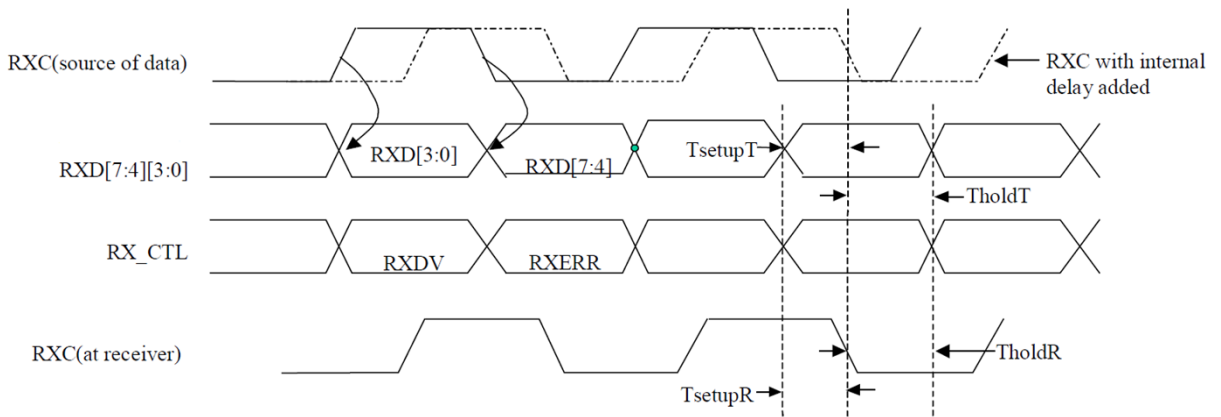 RXC(source of data)
RXC with internal
delay added
RXD[7:4][3:0]
RXD[3:0]
RXD[7:4]
TsetupT
TholdT
RX_CTL
RXDV
RXERR
RXC(at receiver)
TholdR
TsetupR